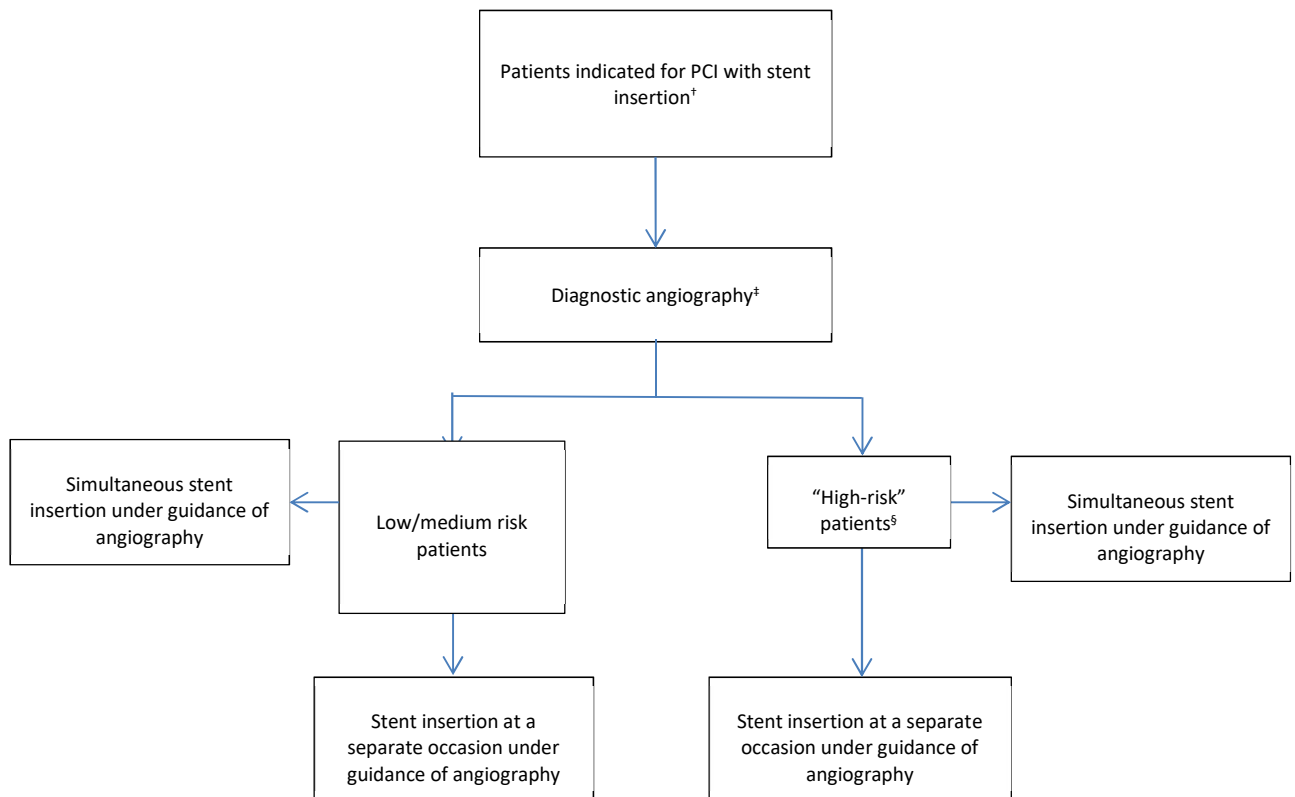 Patients indicated for PCI with stent
insertion†
Diagnostic angiography‡
Simultaneous stent
insertion under guidance of
angiography
Low/medium risk
patients
“High-risk”
patients§
Simultaneous stent
insertion under guidance of
angiography
Stent insertion at a
separate occasion under
guidance of angiography
Stent insertion at a separate
occasion under guidance of
angiography